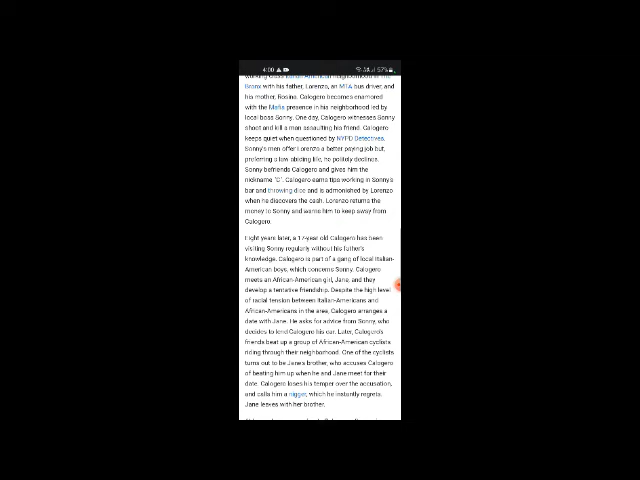 4:00
57%
working class Italian-American neighborhood in The
Bronx with his father, Lorenzo, an MTA bus driver, and
his mother, Rosina. Calogero becomes enamored
with the Mafia presence in his neighborhood led by
local boss Sonny. One day, Calogero witnesses Sonny
shoot and kill a man assaulting his friend. Calogero
keeps quiet when questioned by NYPD Detectives.
Sonny's men offer Lorenzo a better paying job but,
preferring a law abiding life, he politely declines.
Sonny befriends Calogero and gives him the
nickname "C". Calogero earns tips working in Sonny's
bar and throwing dice and is admonished by Lorenzo
when he discovers the cash. Lorenzo returns the
money to Sonny and warns him to keep away from
Calogero.
Eight years later, a 17-year old Calogero has been
visiting Sonny regularly without his father's
knowledge. Calogero is part of a gang of local Italian-
American boys, which concerns Sonny. Calogero
meets an African-American girl, Jane, and they
develop a tentative friendship. Despite the high level
of racial tension between Italian-Americans and
African-Americans in the area, Calogero arranges a
date with Jane. He asks for advice from Sonny, who
decides to lend Calogero his car. Later, Calogero's
friends beat up a group of African-American cyclists
riding through their neighborhood. One of the cyclists
turns out to be Jane's brother, who accuses Calogero
of beating him up when he and Jane meet for their
date. Calogero loses his temper over the accusation,
and calls him a nigger, which he instantly regrets.
Jane leaves with her brother.